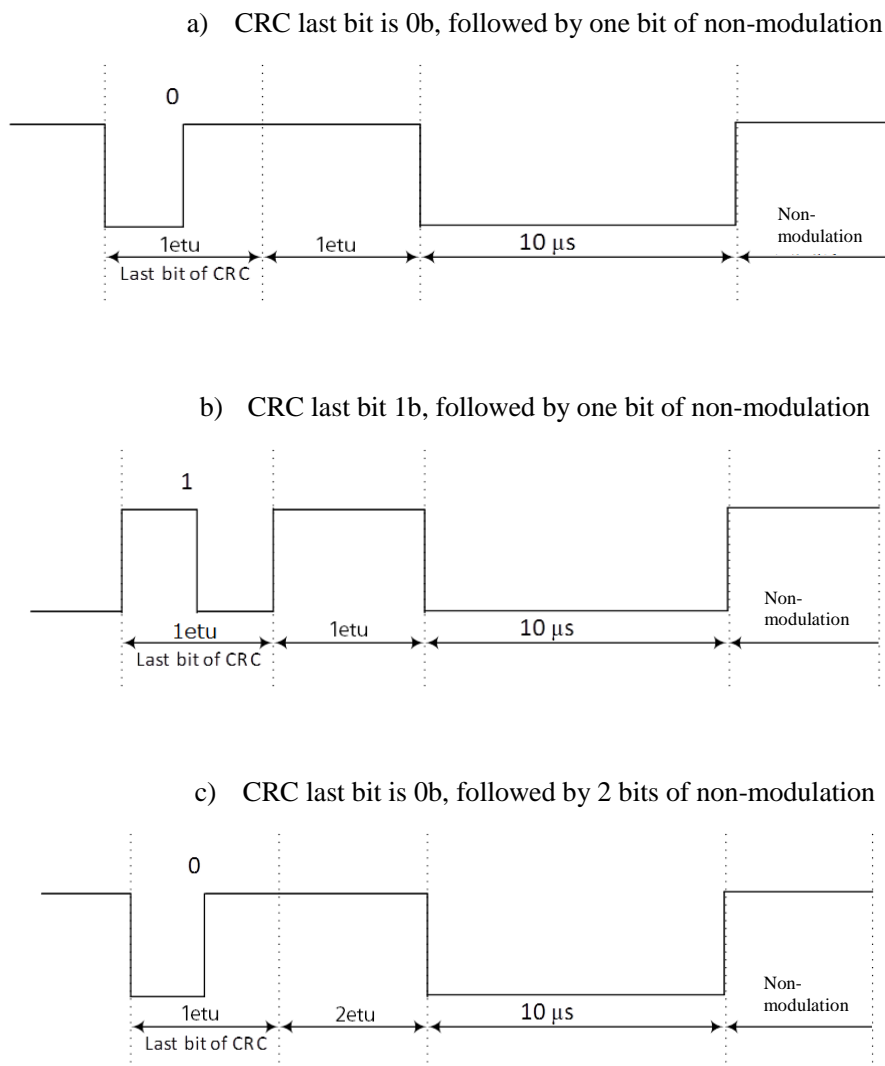 a) CRC last bit is 0b, followed by one bit of non-modulation
0
Non-
modulation
1etu 1etu 10 µs
Last bit of CRC
b) CRC last bit 1b, followed by one bit of non-modulation
1
Non-
modulation
1etu 1etu 10 µs
Last bit of CRC
c) CRC last bit is 0b, followed by 2 bits of non-modulation
0
Non-
modulation
1etu 2etu 10 µs
Last bit of CRC